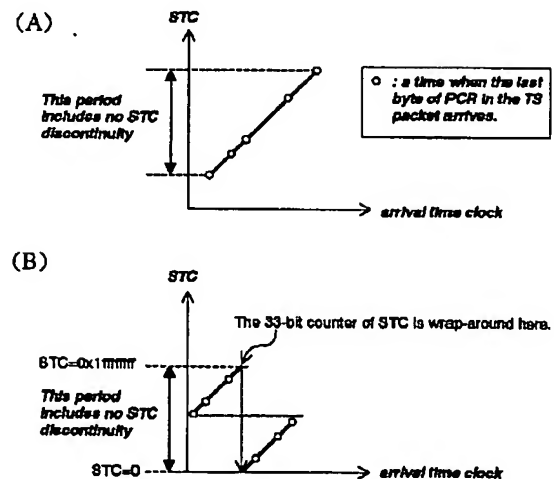 (A)
STC
This period
includes no STC
discontinuity
o : a time when the last
byte of PCR in the TS
packet arrives.
arrival time clock
(B)
STC
The 33-bit counter of STC is wrap-around here.
STC=0x1ffffffff
This period
includes no STC
discontinuity
STC=0
arrival time clock